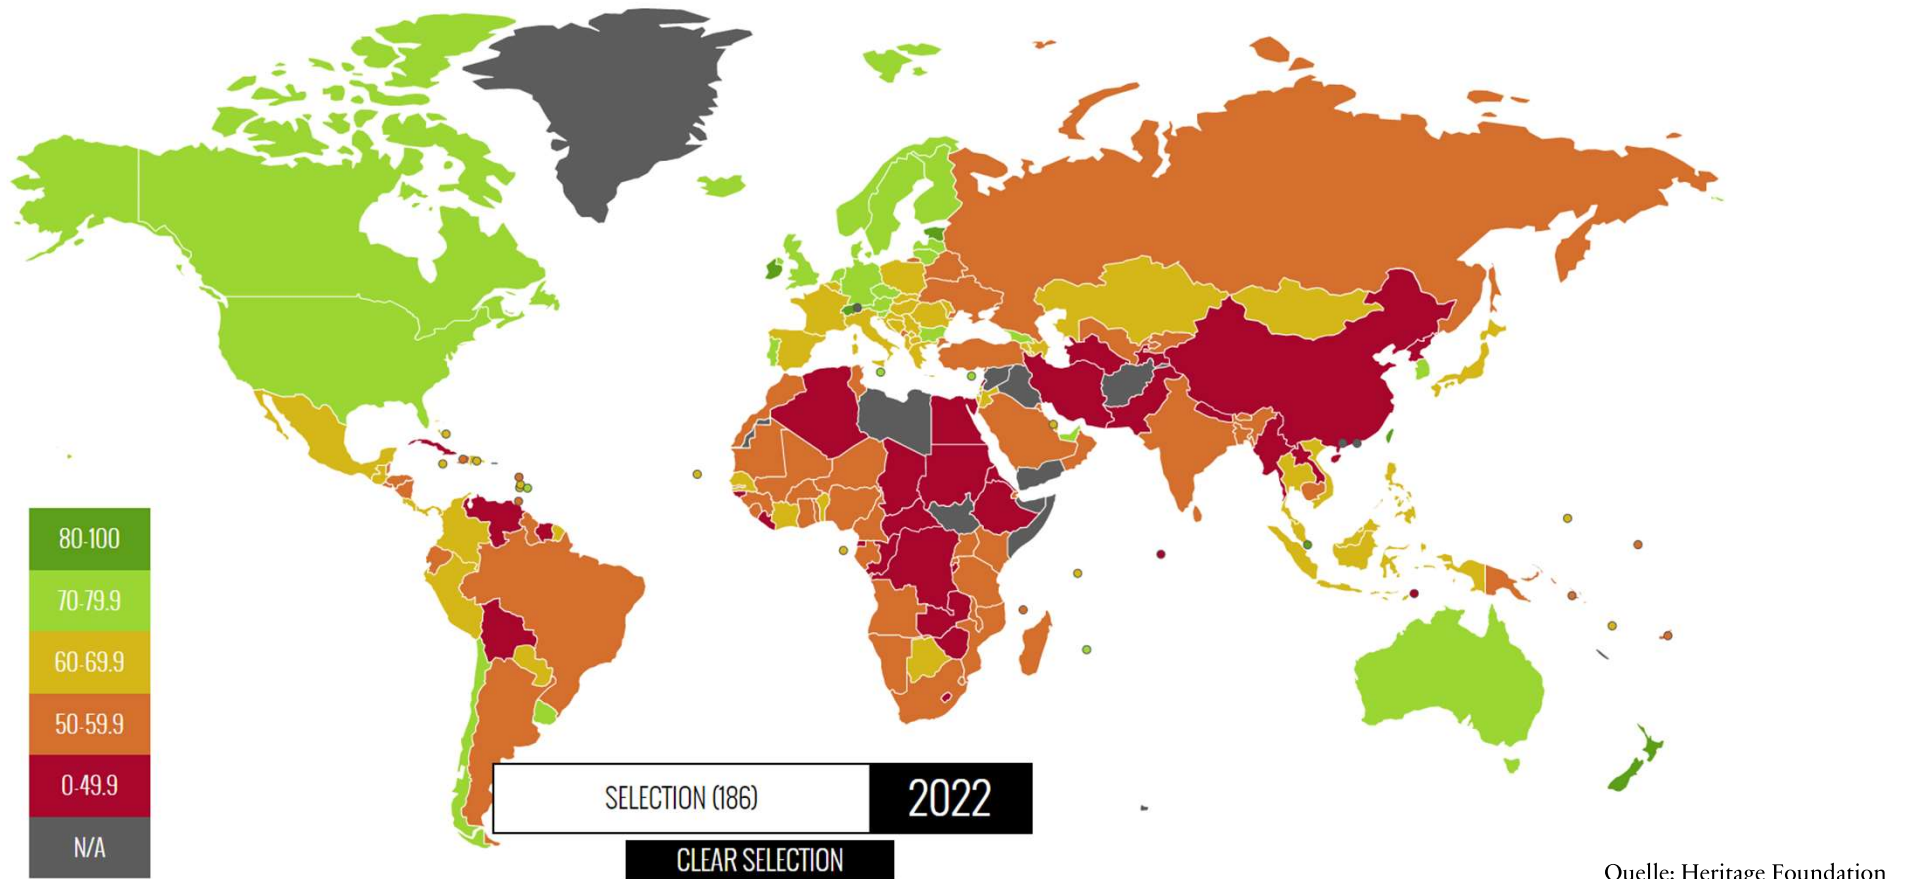 80-100
70-79.9
60-69.9
50-59.9
0-49.9
N/A
SELECTION (186)
2022
CLEAR SELECTION
Quelle: Heritage Foundation